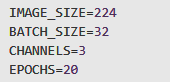 IMAGE_SIZE=224
BATCH_SIZE=32
CHANNELS=3
EPOCHS=20